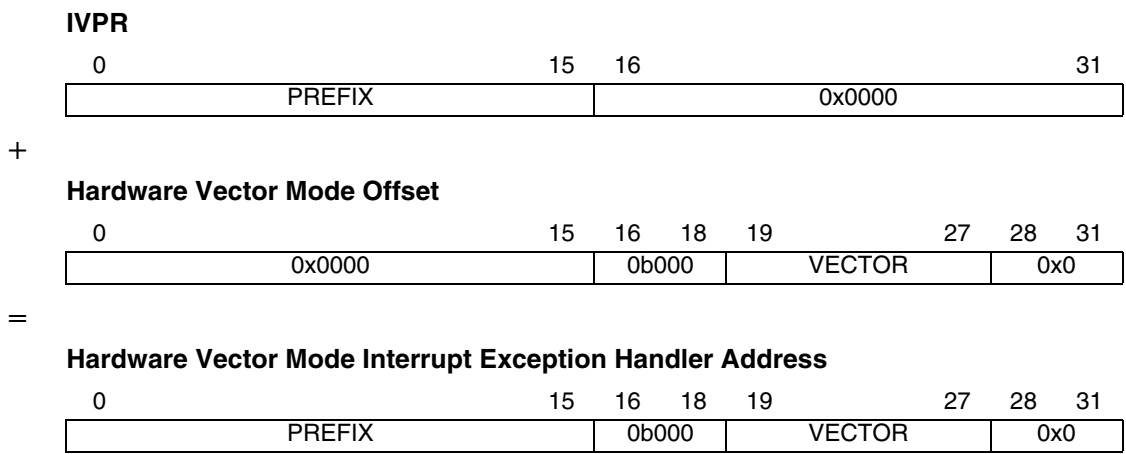 IVPR
0 15 16 31
PREFIX 0x0000
+
Hardware Vector Mode Offset
0 15 16 18 19 27 28 31
0x0000 0b000 VECTOR 0x0
=
Hardware Vector Mode Interrupt Exception Handler Address
0 15 16 18 19 27 28 31
PREFIX 0b000 VECTOR 0x0